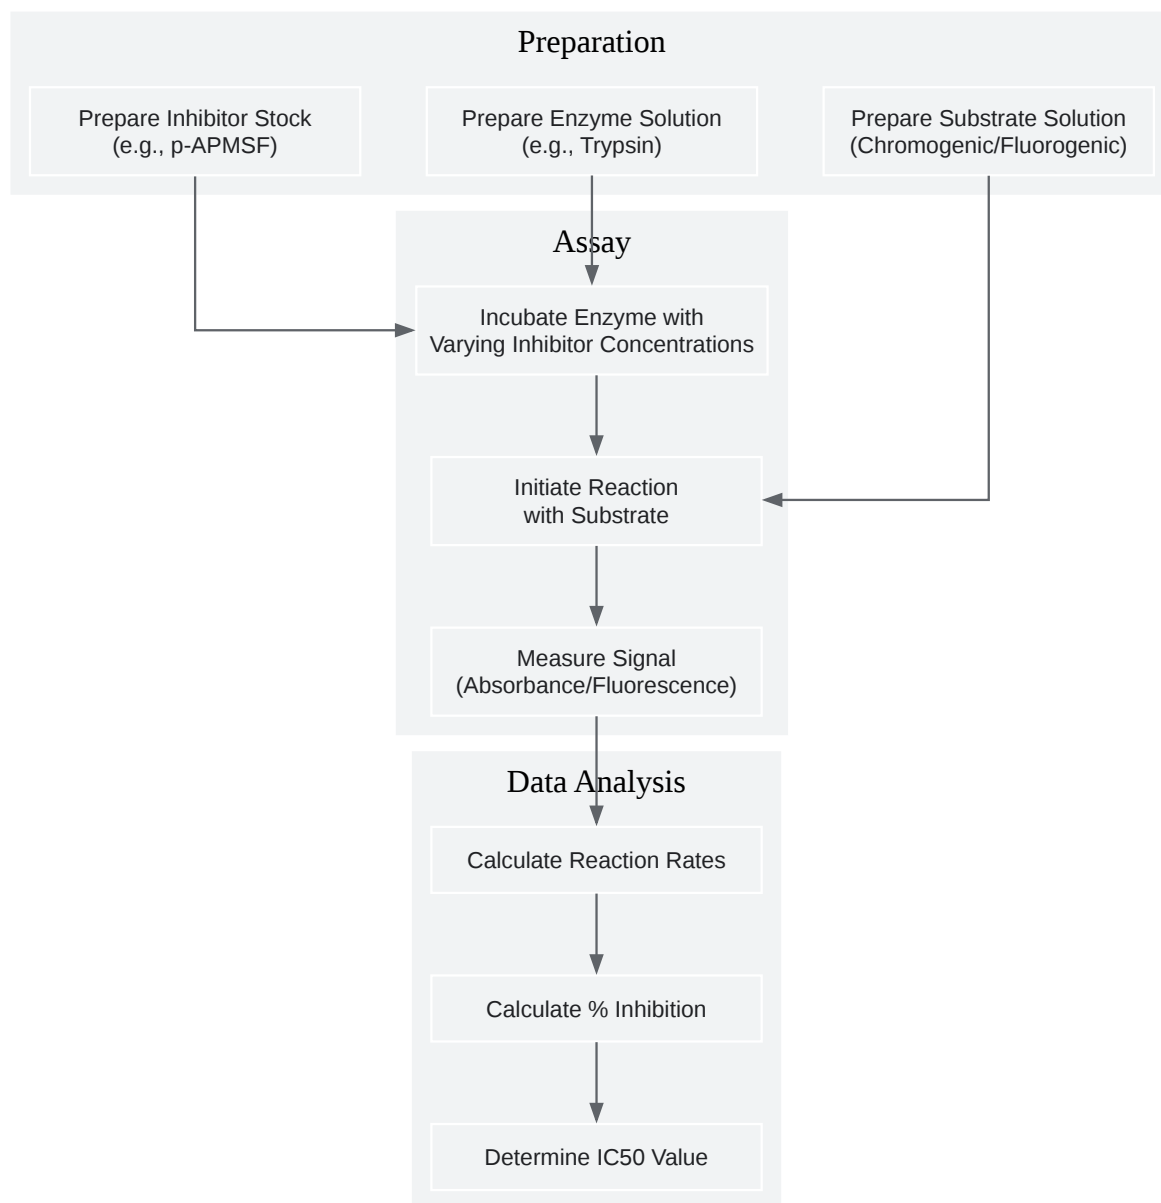 Preparation
Prepare Inhibitor Stock
(e.g., p-APMSF)
Prepare Enzyme Solution
(e.g., Trypsin)
Prepare Substrate Solution
(Chromogenic/Fluorogenic)
Assay
Incubate Enzyme with
Varying Inhibitor Concentrations
Initiate Reaction
with Substrate
Measure Signal
(Absorbance/Fluorescence)
Data Analysis
Calculate Reaction Rates
Calculate % Inhibition
Determine IC50 Value